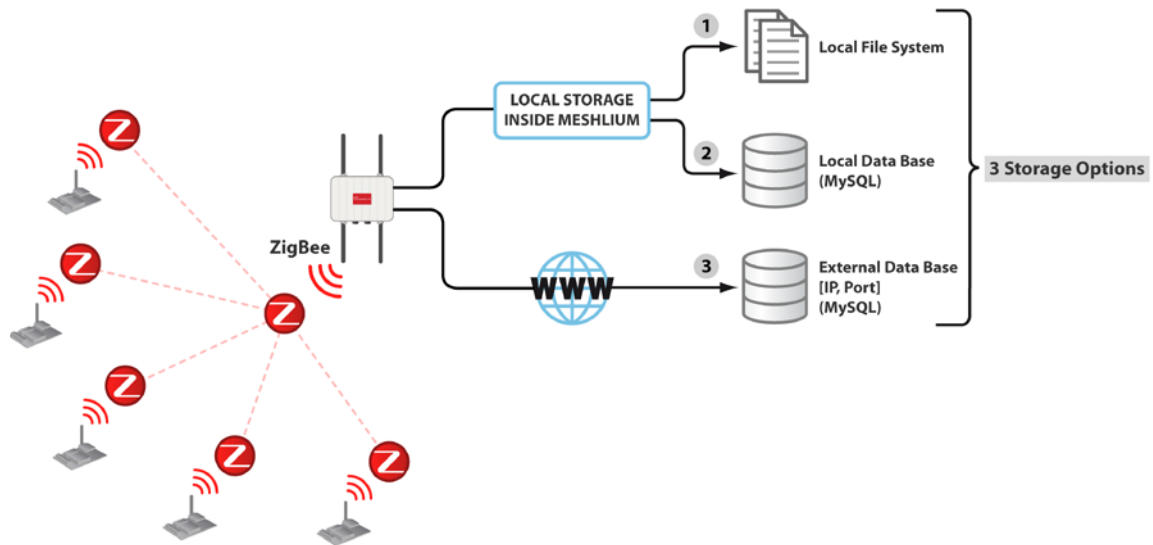 1
Local File System
LOCAL STORAGE
INSIDE MESHLIUM
2
Local Data Base
(MySQL)
3 Storage Options
ZigBee
WWW
3
External Data Base
[IP, Port]
(MySQL)
Z
Z
Z
Z
Z
Z